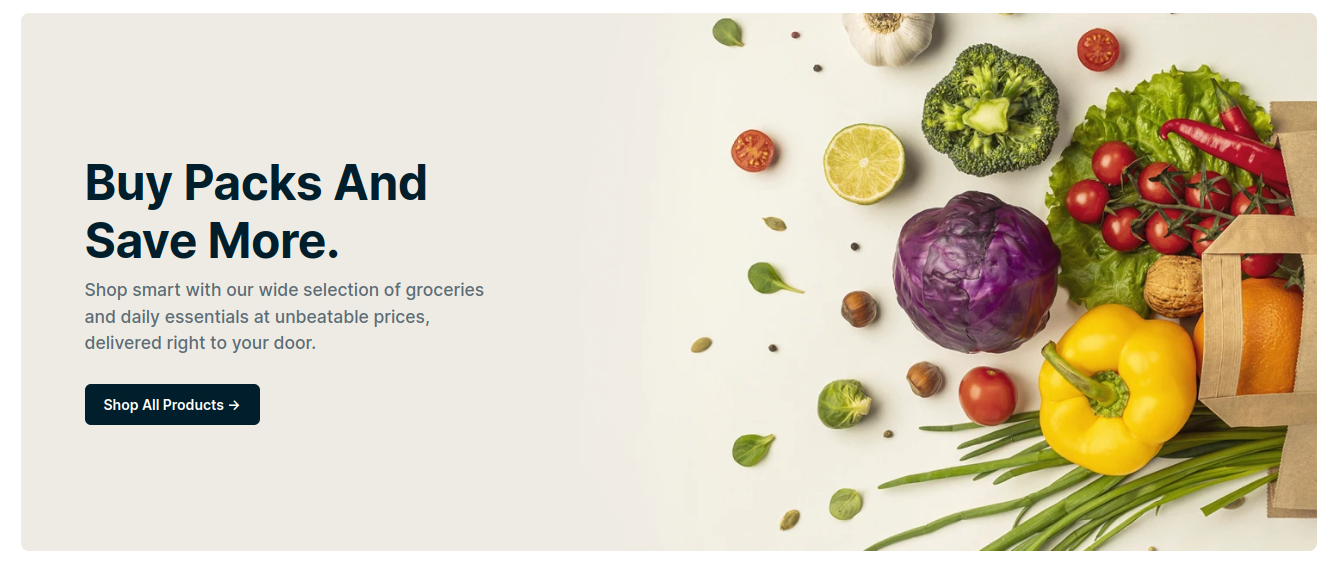 Buy Packs And
Save More.
Shop smart with our wide selection of groceries
and daily essentials at unbeatable prices,
delivered right to your door.
Shop All Products →